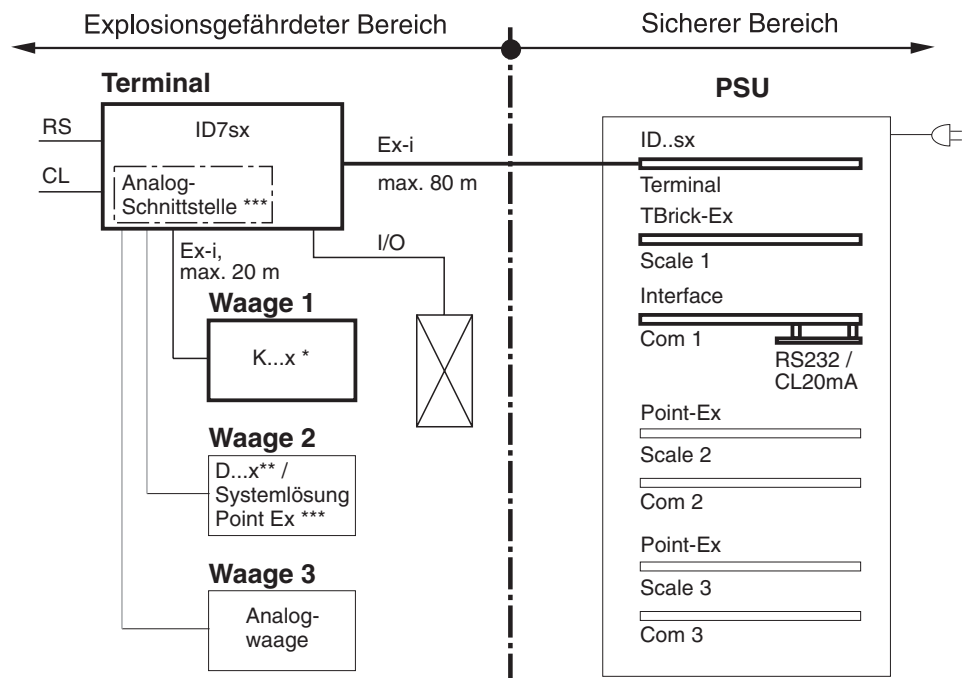 Explosionsgefährdeter Bereich
Sicherer Bereich
Terminal
ID7sx
RS
CL
Analog-
Schnittstelle ***
Ex-i
max. 80 m
Ex-i,
max. 20 m
I/O
Waage 1
K...x *
Waage 2
D...x** /
Systemlösung
Point Ex ***
Waage 3
Analog-
waage
PSU
ID..sx
Terminal
TBrick-Ex
Scale 1
Interface
Com 1
RS232 /
CL20mA
Point-Ex
Scale 2
Com 2
Point-Ex
Scale 3
Com 3